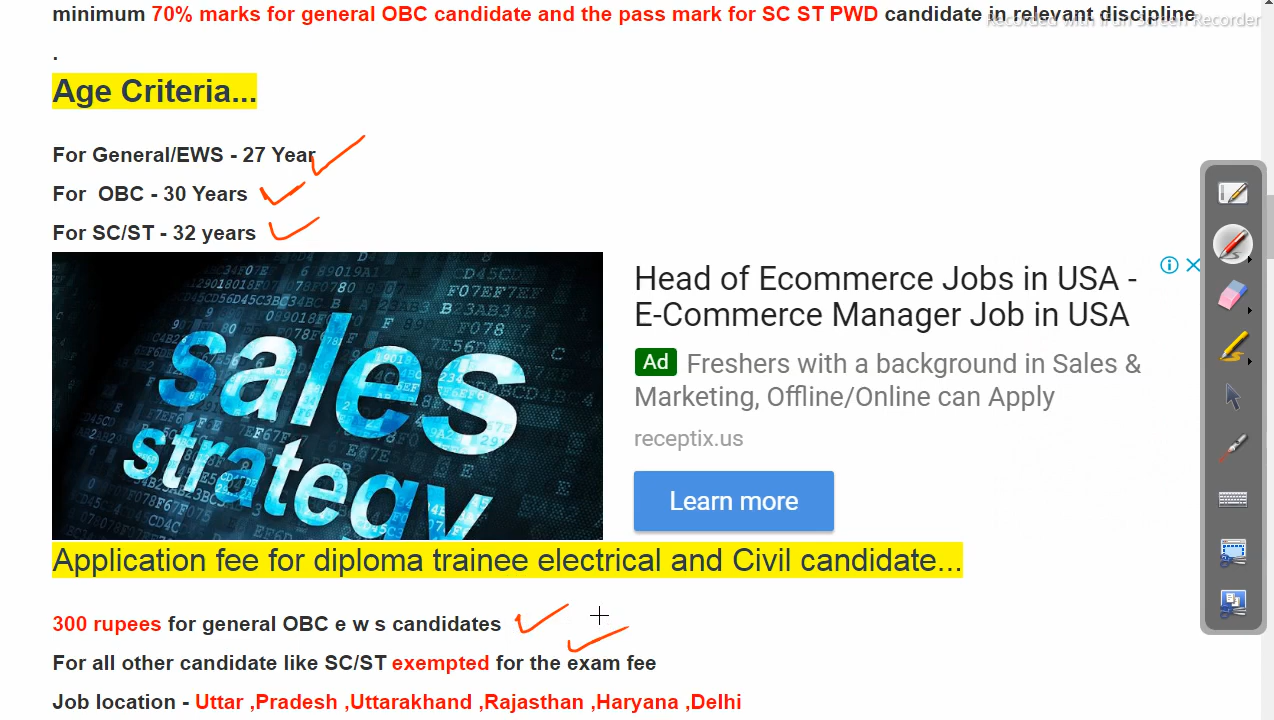 minimum 70% marks for general OBC candidate and the pass mark for SC ST PWD candidate in relevant discipline
.
Recorded with iFun Screen Recorder
Age Criteria...
For General/EWS - 27 Year
For OBC - 30 Years
For SC/ST - 32 years
sales
strategy
Head of Ecommerce Jobs in USA -
E-Commerce Manager Job in USA
Ad Freshers with a background in Sales &
Marketing, Offline/Online can Apply
receptix.us
Learn more
Application fee for diploma trainee electrical and Civil candidate...
300 rupees for general OBC e w s candidates
For all other candidate like SC/ST exempted for the exam fee
Job location - Uttar ,Pradesh ,Uttarakhand ,Rajasthan ,Haryana ,Delhi